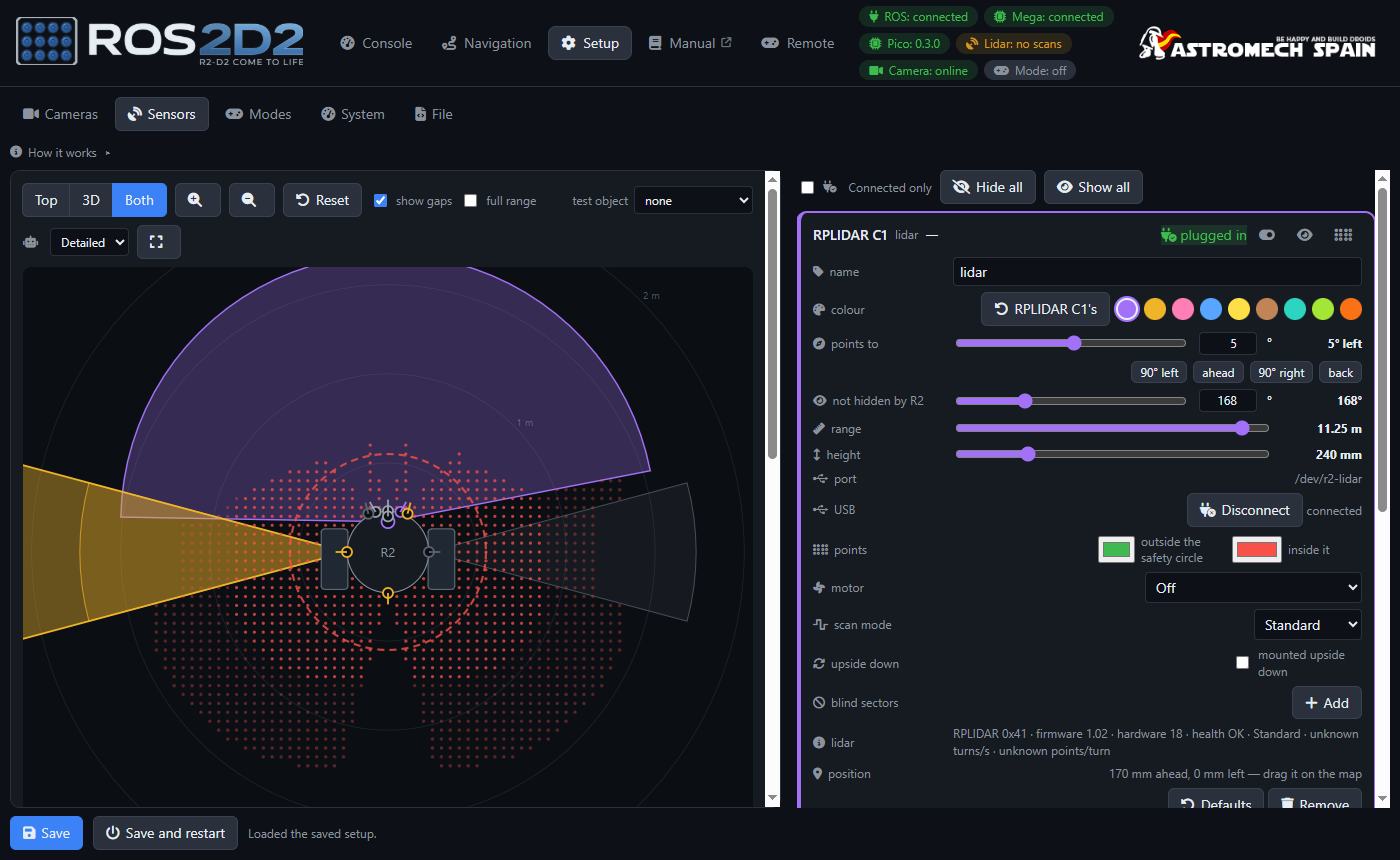 ROS2D2
R2-D2 COME TO LIFE
Console
Navigation
Setup
Manual
Remote
ROS: connected
Mega: connected
Pico: 0.3.0
Lidar: no scans
Camera: online
Mode: off
BE HAPPY AND BUILD DROIDS
ASTROMECH SPAIN
Cameras
Sensors
Modes
System
File
How it works
Top
3D
Both
Reset
show gaps
full range
test object
none
Detailed
2 m
1 m
R2
Connected only
Hide all
Show all
RPLIDAR C1 lidar —
plugged in
name
lidar
colour
RPLIDAR C1's
points to
5
°
5° left
90° left
ahead
90° right
back
not hidden by R2
168
°
168°
range
11.25 m
height
240 mm
port
/dev/r2-lidar
USB
Disconnect
connected
points
outside the
safety circle
inside it
motor
Off
scan mode
Standard
upside down
mounted upside
down
blind sectors
Add
lidar
RPLIDAR 0x41 · firmware 1.02 · hardware 18 · health OK · Standard · unknown
turns/s · unknown points/turn
position
170 mm ahead, 0 mm left — drag it on the map
Defaults
Remove
Save
Save and restart
Loaded the saved setup.